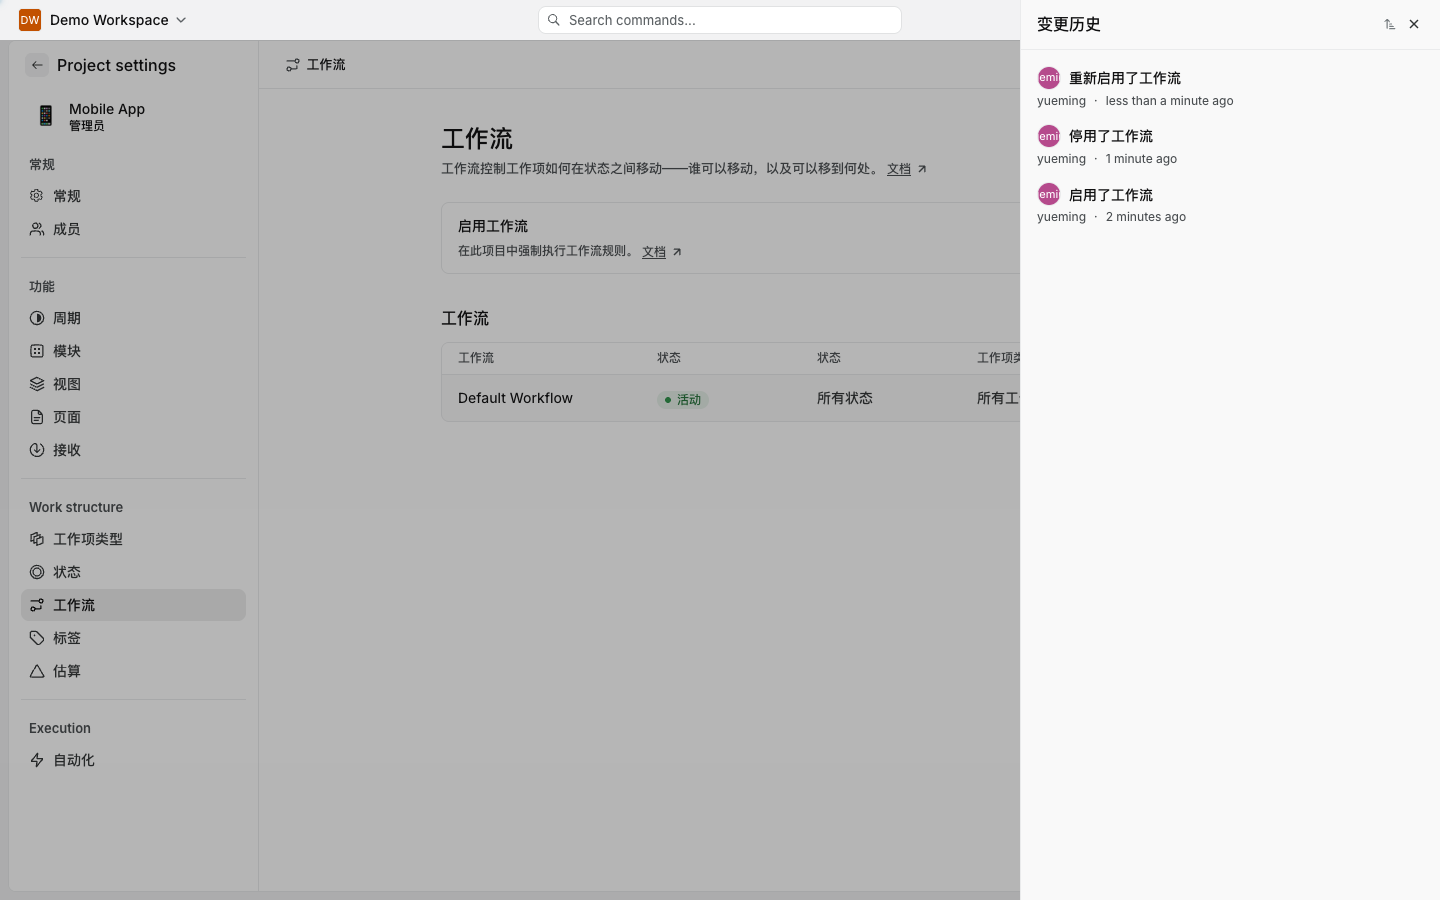 DW Demo Workspace
Search commands...
Project settings
Mobile App
管理员
常规
常规
成员
功能
周期
模块
视图
页面
接收
Work structure
工作项类型
状态
工作流
标签
估算
Execution
自动化
工作流
工作流
工作流控制工作项如何在状态之间移动——谁可以移动，以及可以移到何处。 文档
启用工作流
在此项目中强制执行工作流规则。 文档
工作流
工作流 状态 状态
Default Workflow 活动 所有状态
变更历史
重新启用了工作流
yueming · less than a minute ago
停用了工作流
yueming · 1 minute ago
启用了工作流
yueming · 2 minutes ago